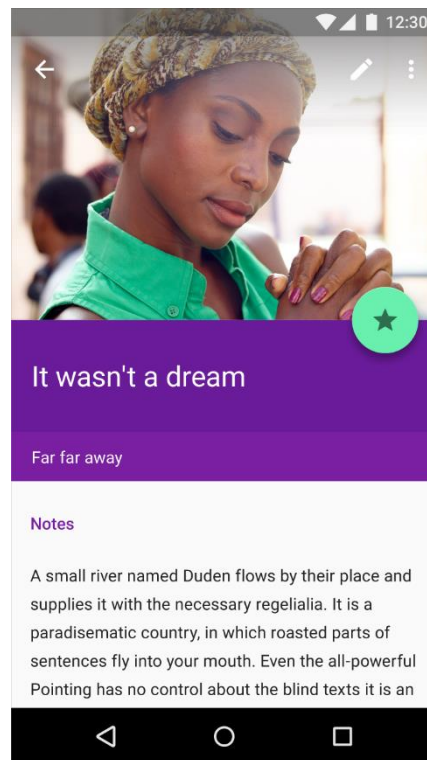 12:30
It wasn't a dream
Far far away
Notes
A small river named Duden flows by their place and
supplies it with the necessary regelialia. It is a
paradisematic country, in which roasted parts of
sentences fly into your mouth. Even the all-powerful
Pointing has no control about the blind texts it is an